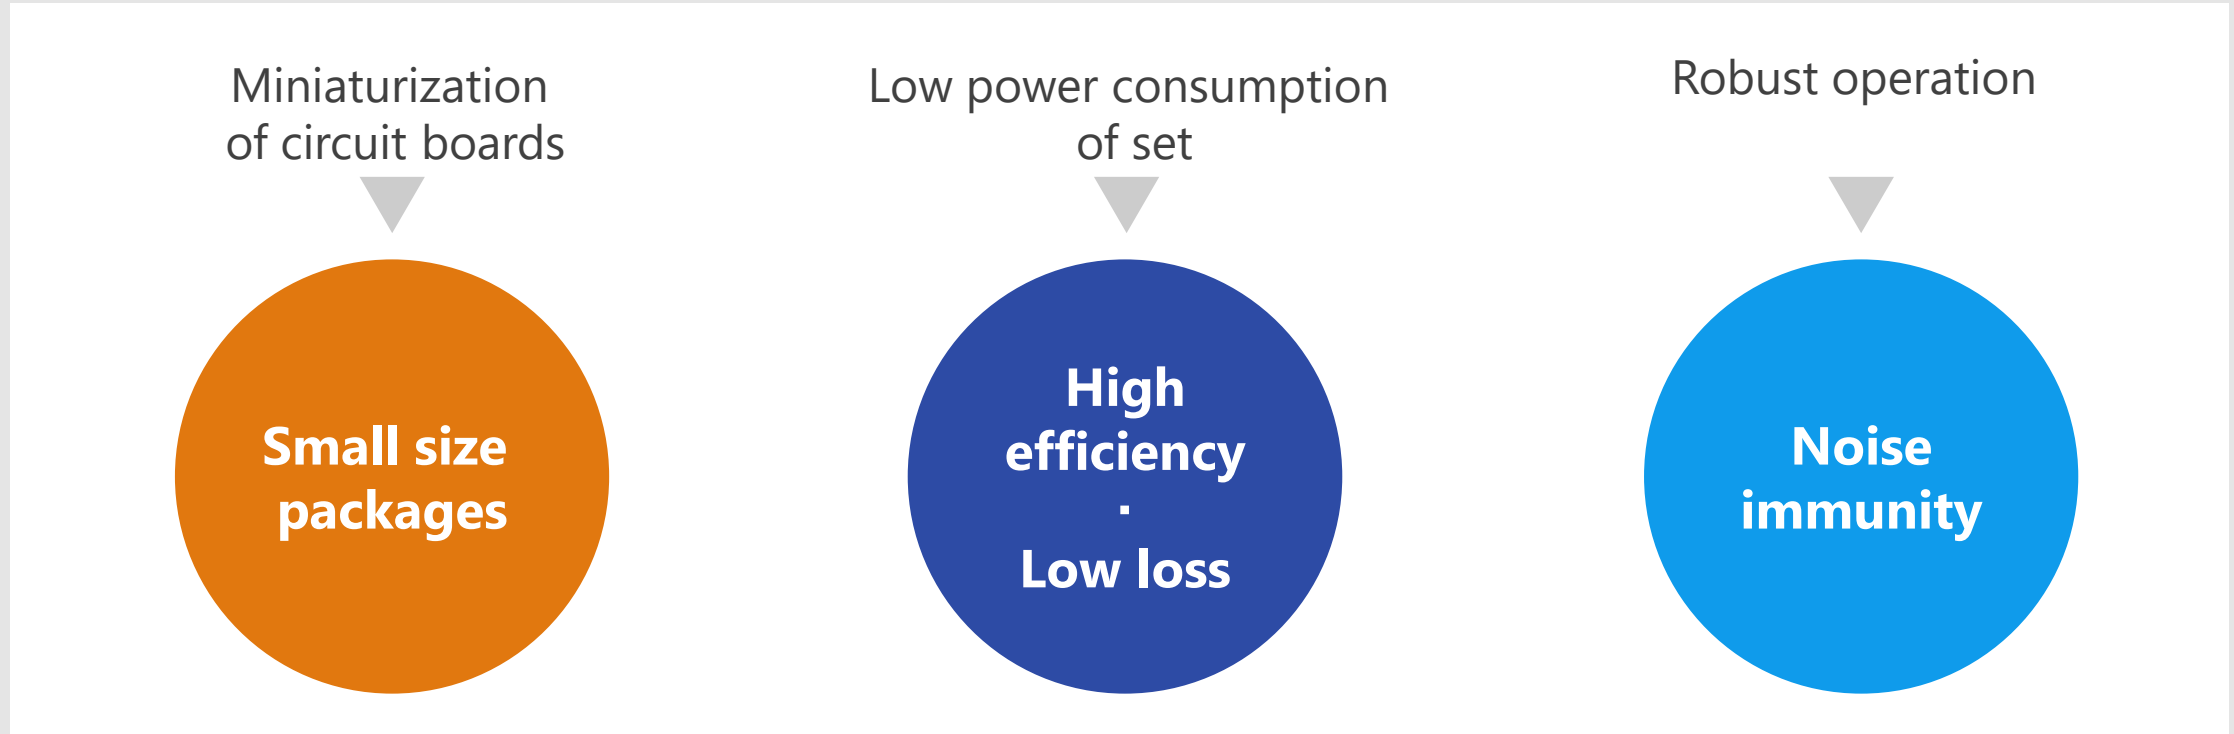 Miniaturization
of circuit boards
Small size
packages
Low power consumption
of set
High
efficiency
·
Low loss
Robust operation
Noise
immunity